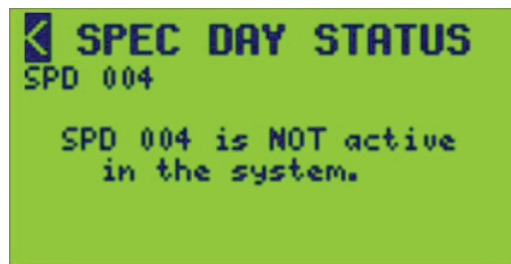 < SPEC DAY STATUS
SPD 004
SPD 004 is NOT active
in the system.